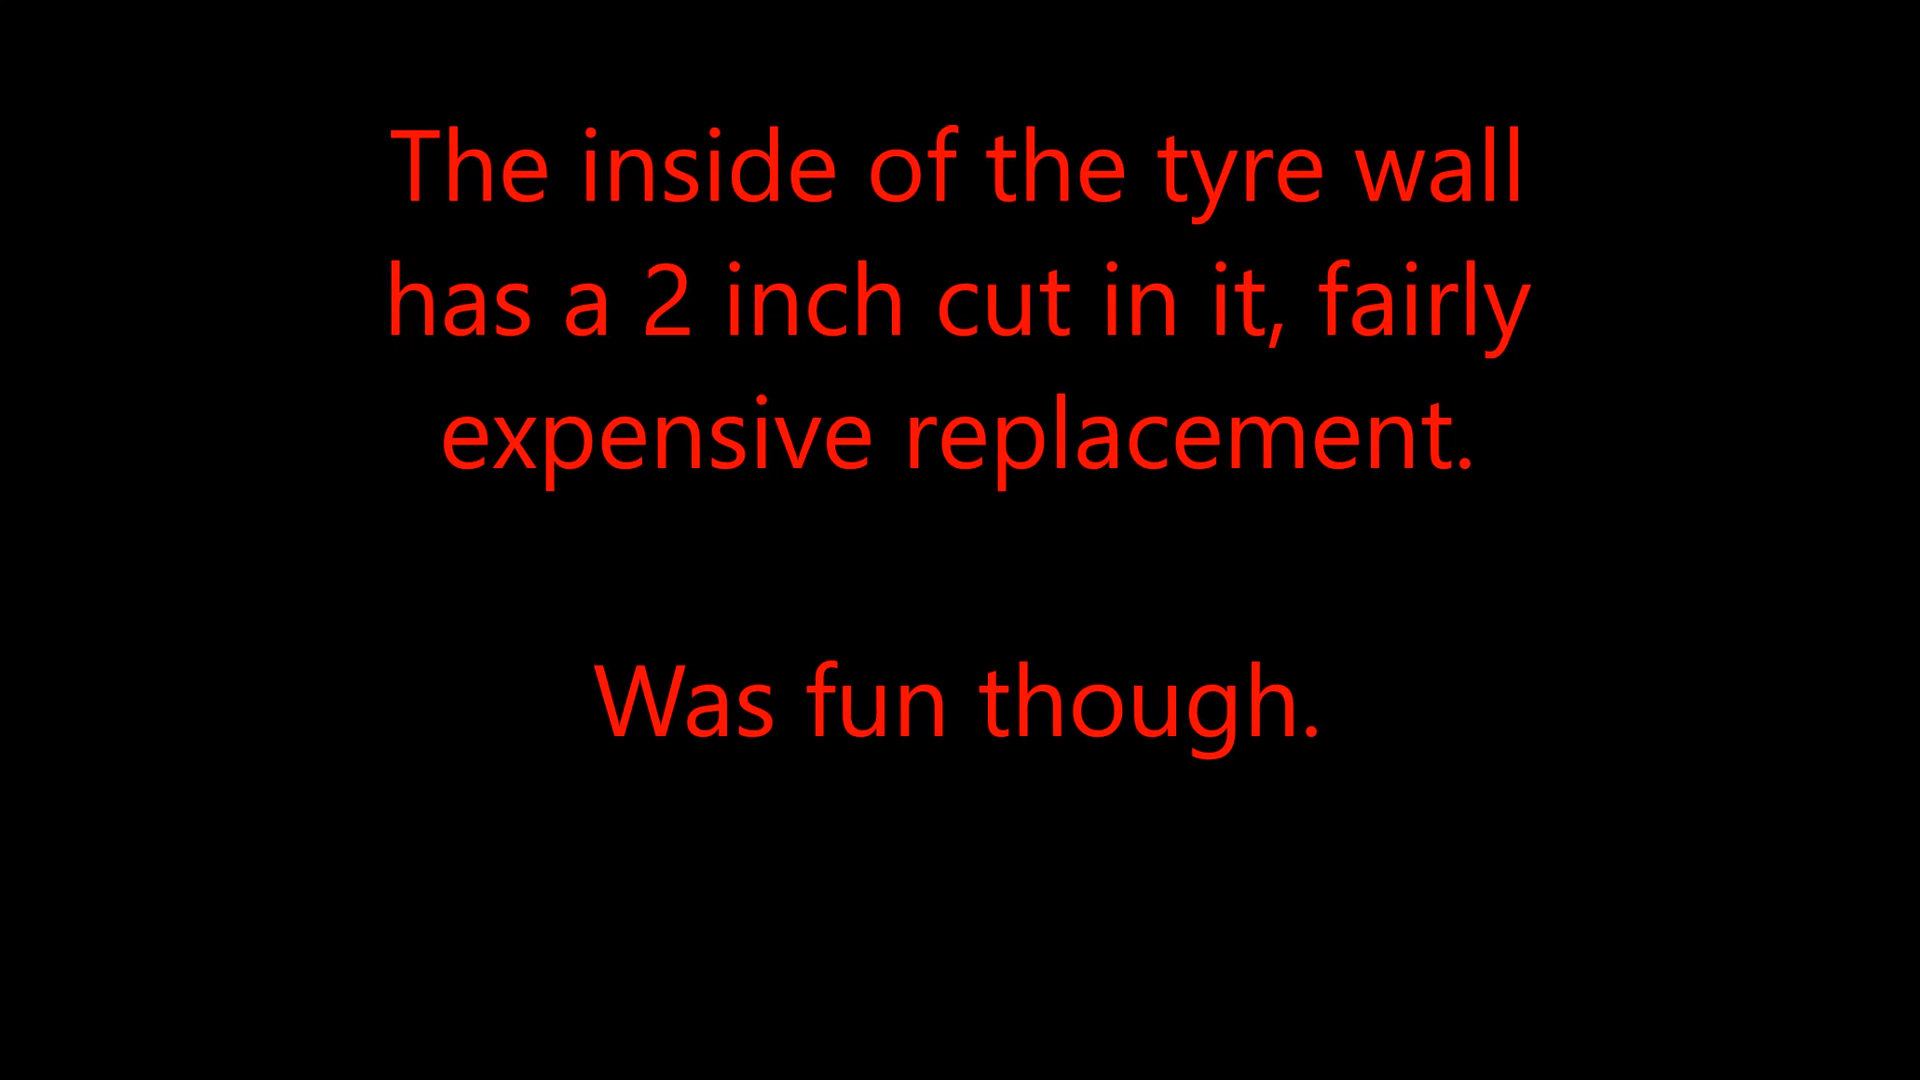 The inside of the tyre wall
has a 2 inch cut in it, fairly
expensive replacement.
Was fun though.